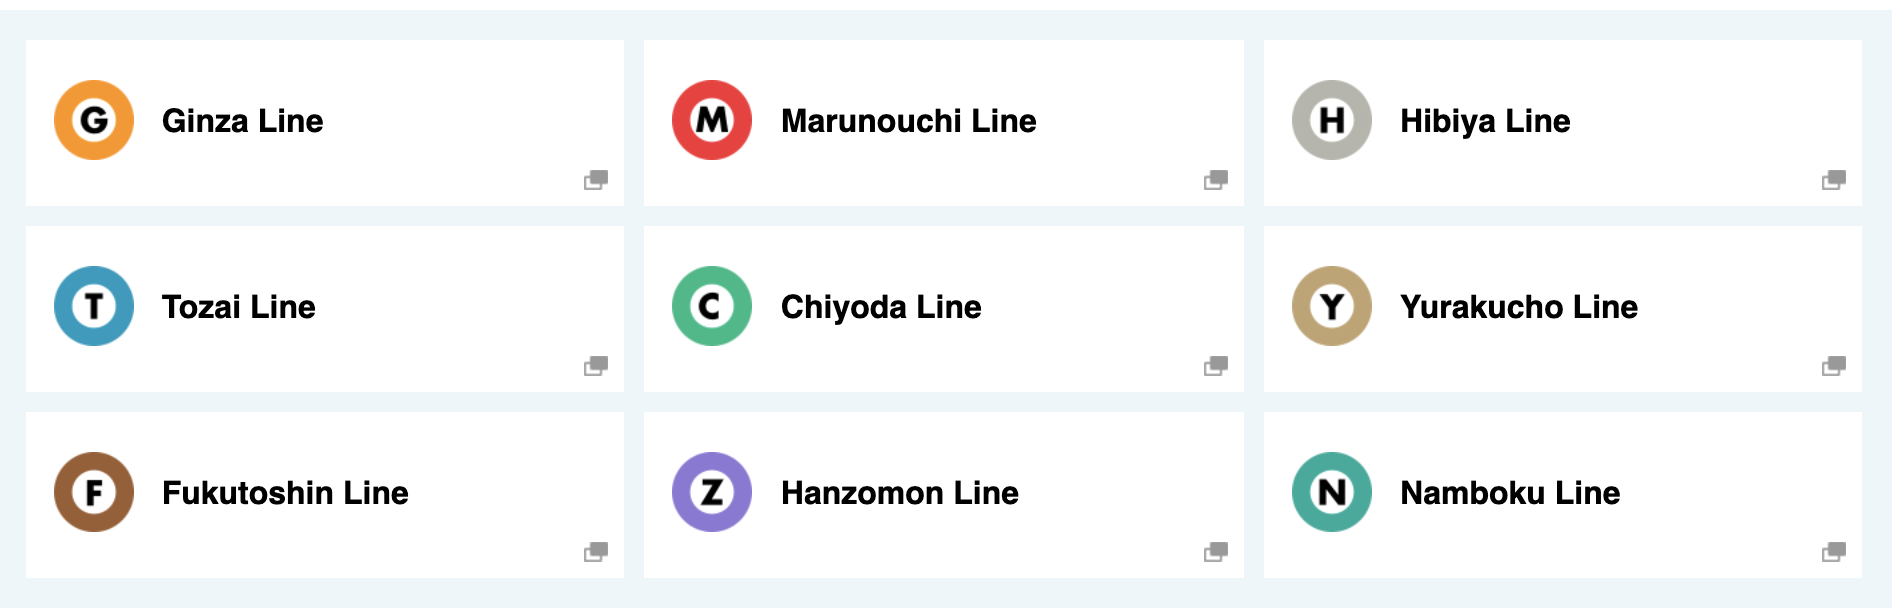 G Ginza Line
M Marunouchi Line
H Hibiya Line
T Tozai Line
C Chiyoda Line
Y Yurakucho Line
F Fukutoshin Line
Z Hanzomon Line
N Namboku Line